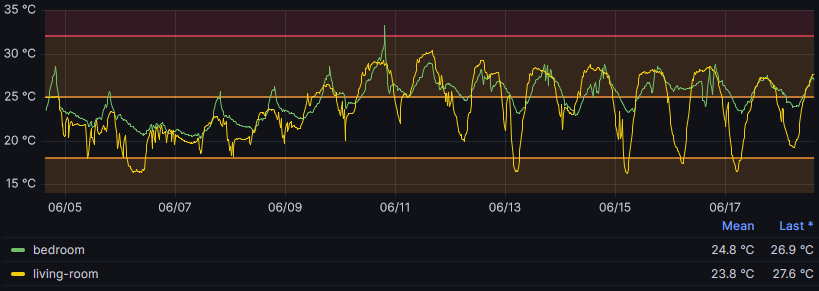 35 °C
30 °C
25 °C
20 °C
15 °C
06/05 06/07 06/09 06/11 06/13 06/15 06/17
Mean Last *
bedroom 24.8 °C 26.9 °C
living-room 23.8 °C 27.6 °C